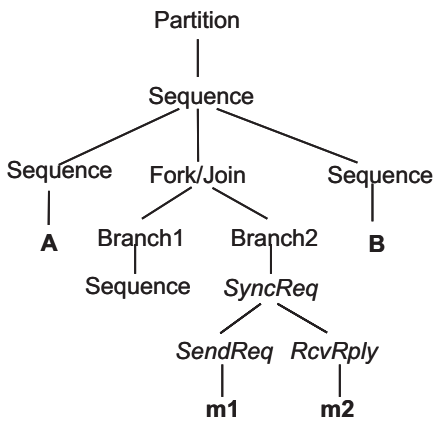 Partition
Sequence
Sequence Fork/Join Sequence
A Branch1 Branch2 B
Sequence SyncReq
SendReq RcvRply
m1 m2